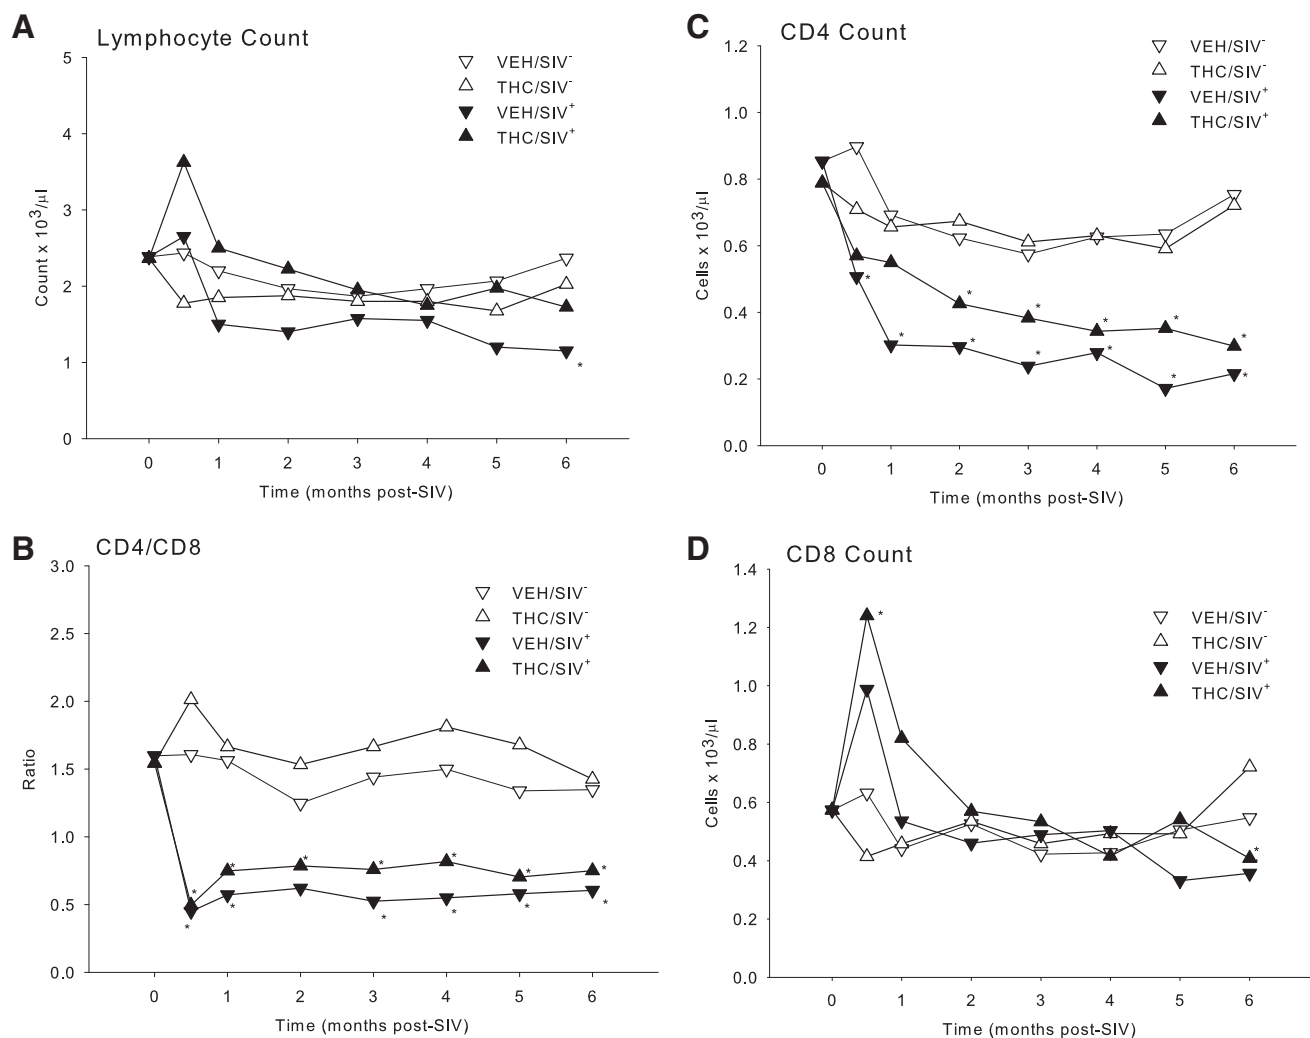 A
Lymphocyte Count
VEH/SIV⁻
THC/SIV⁻
VEH/SIV⁺
THC/SIV⁺
5
4
3
2
1
0
Count x 10³/µl
0 1 2 3 4 5 6
Time (months post-SIV)
*
C
CD4 Count
VEH/SIV⁻
THC/SIV⁻
VEH/SIV⁺
THC/SIV⁺
1.2
1.0
0.8
0.6
0.4
0.2
0.0
Cells x 10³/µl
* * * * * *
* * * * * * *
0 1 2 3 4 5 6
Time (months post-SIV)
B
CD4/CD8
VEH/SIV⁻
THC/SIV⁻
VEH/SIV⁺
THC/SIV⁺
3.0
2.5
2.0
1.5
1.0
0.5
0.0
Ratio
* * * * * * *
* * * * * *
0 1 2 3 4 5 6
Time (months post-SIV)
D
CD8 Count
VEH/SIV⁻
THC/SIV⁻
VEH/SIV⁺
THC/SIV⁺
1.4
1.2
1.0
0.8
0.6
0.4
0.2
0.0
Cells x 10³/µl
*
*
0 1 2 3 4 5 6
Time (months post-SIV)